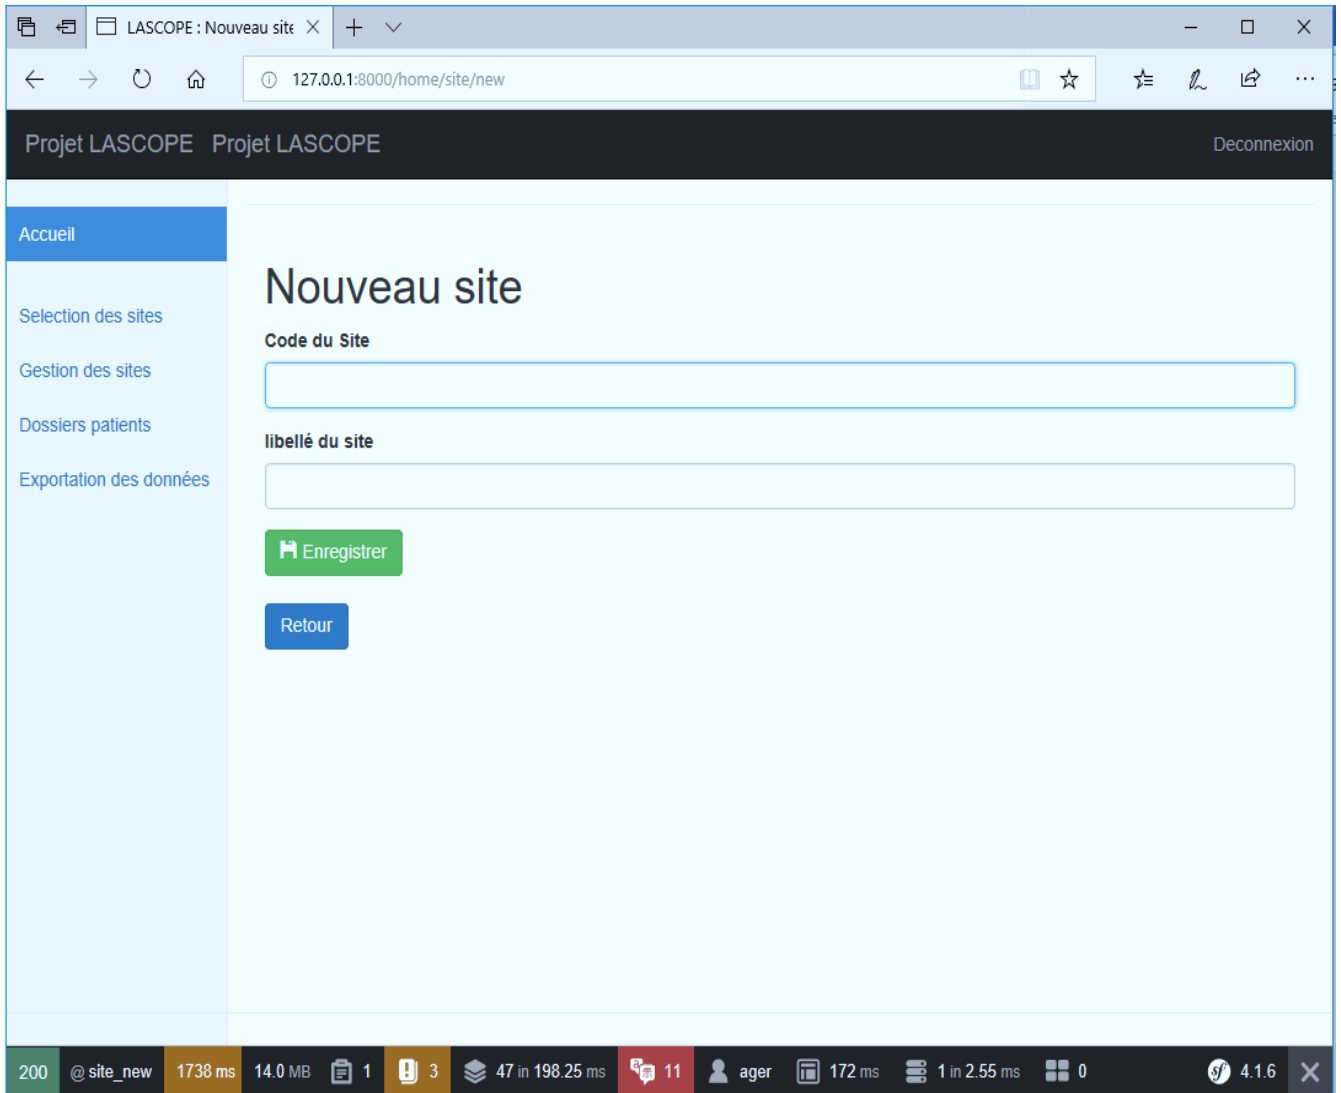 LASCOPE : Nouveau site
127.0.0.1:8000/home/site/new
Projet LASCOPE Projet LASCOPE Deconnexion
Accueil
Selection des sites
Gestion des sites
Dossiers patients
Exportation des données
Nouveau site
Code du Site
libellé du site
Enregistrer
Retour
200 @ site_new 1738 ms 14.0 MB 1 3 47 in 198.25 ms 11 ager 172 ms 1 in 2.55 ms 0 sf 4.1.6